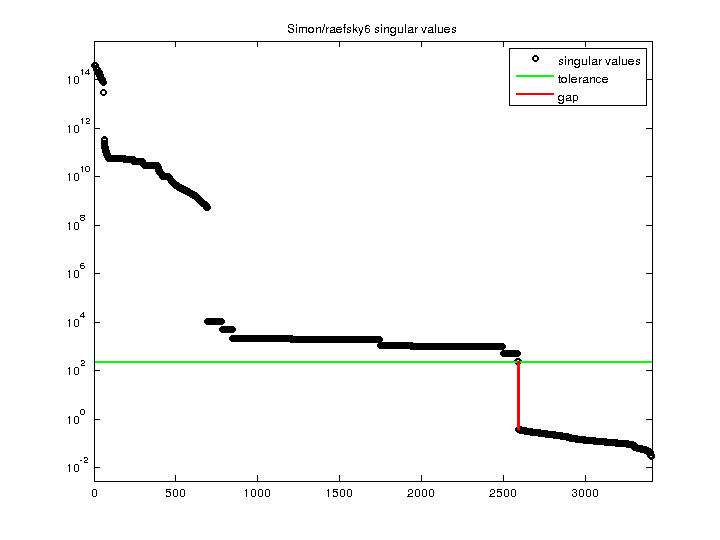 Simon/raefsky6 singular values
singular values
tolerance
gap
10^14
10^12
10^10
10^8
10^6
10^4
10^2
10^0
10^-2
0 500 1000 1500 2000 2500 3000